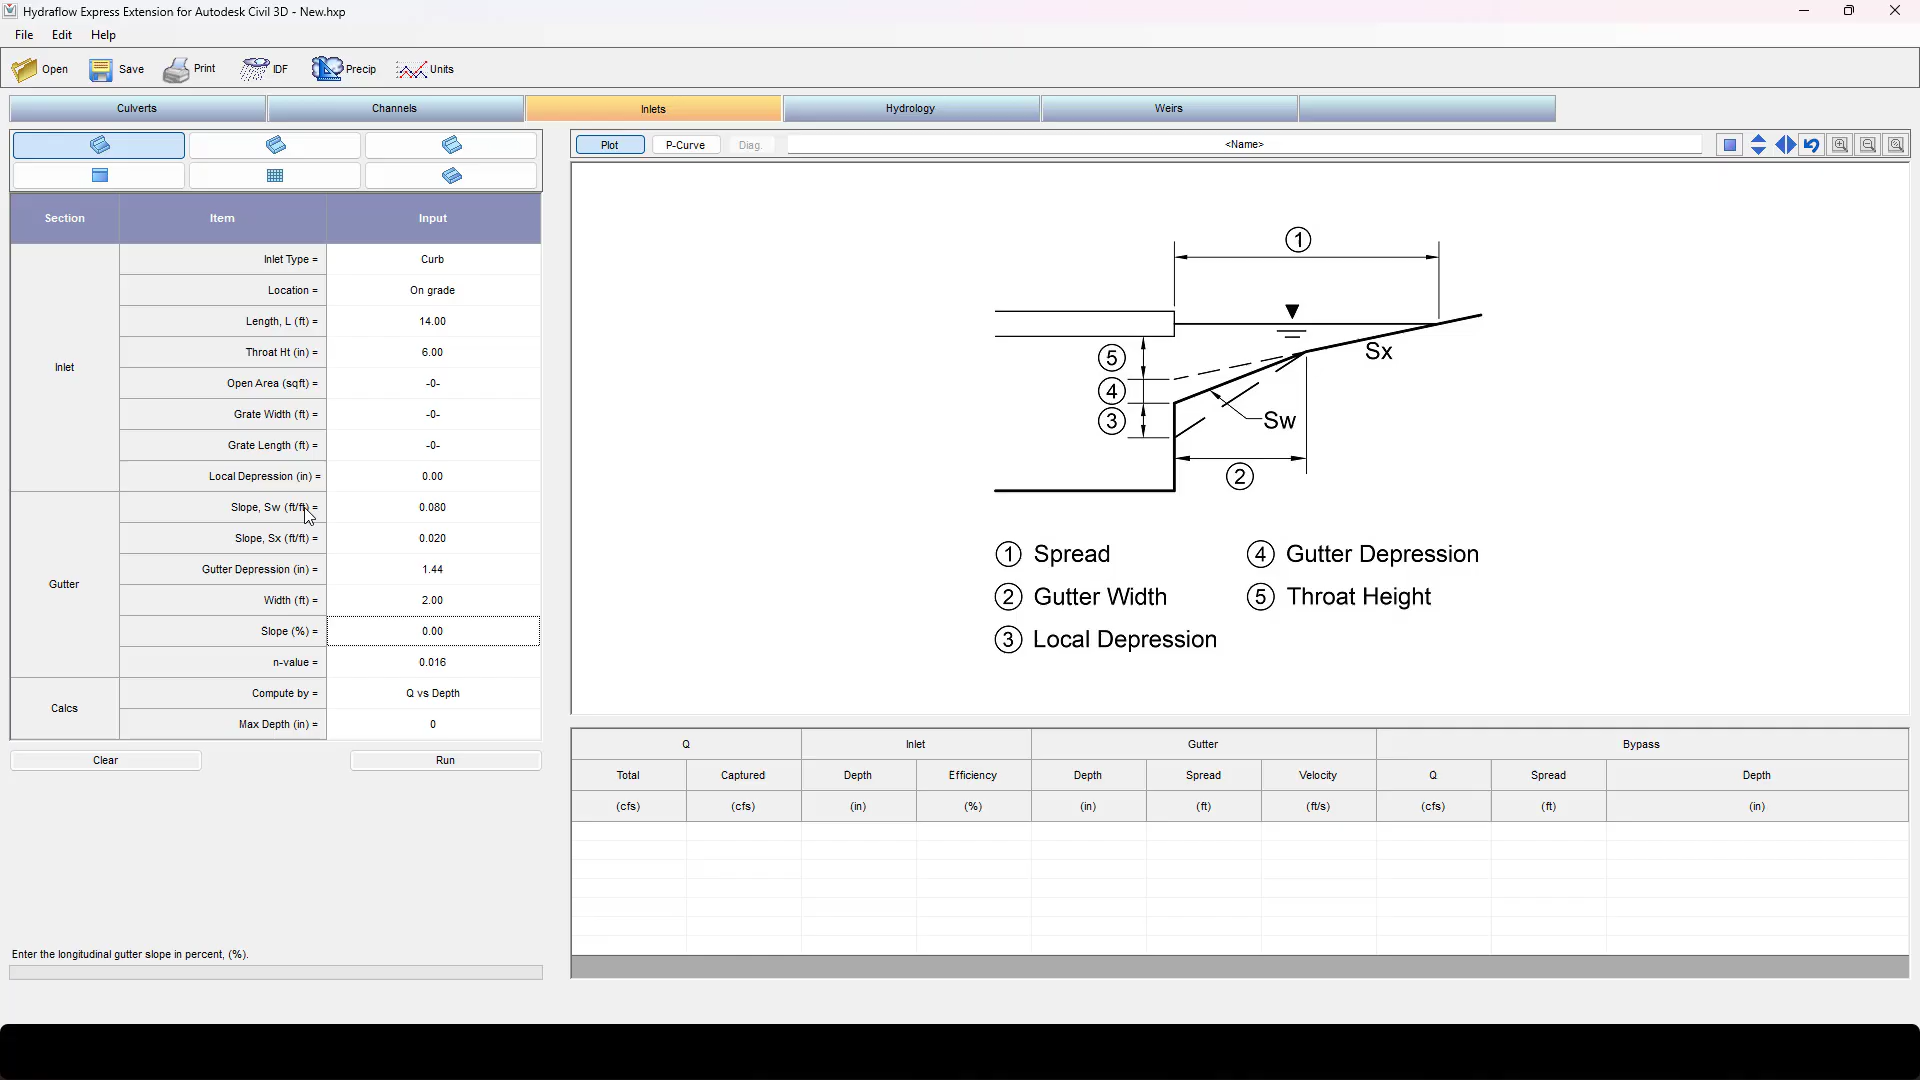 Hydraflow Express Extension for Autodesk Civil 3D - New.hxp
File Edit Help
Open Save Print IDF Precip Units
Culverts Channels Inlets Hydrology Weirs
Plot P-Curve Diag. <Name>
Section Item Input
Inlet
Inlet Type = Curb
Location = On grade
Length, L (ft) = 14.00
Throat Ht (in) = 6.00
Open Area (sqft) = -0-
Grate Width (ft) = -0-
Grate Length (ft) = -0-
Local Depression (in) = 0.00
Gutter
Slope, Sw (ft/ft) = 0.080
Slope, Sx (ft/ft) = 0.020
Gutter Depression (in) = 1.44
Width (ft) = 2.00
Slope (%) = 0.00
n-value = 0.016
Calcs
Compute by = Q vs Depth
Max Depth (in) = 0
Clear Run
Enter the longitudinal gutter slope in percent, (%).
1
5
Sx
4
3
Sw
2
1 Spread 4 Gutter Depression
2 Gutter Width 5 Throat Height
3 Local Depression
Q Inlet Gutter Bypass
Total Captured Depth Efficiency Depth Spread Velocity Q Spread Depth
(cfs) (cfs) (in) (%) (in) (ft) (ft/s) (cfs) (ft) (in)